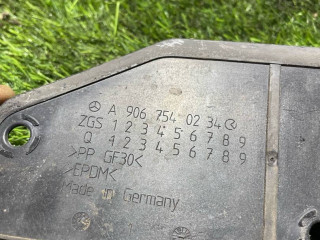 A 906 754 02 34
ZGS 1 2 3 4 5 6 7 8 9
Q 1 2 3 4 5 6 7 8 9
>PP GF30<
>EPDM<
Made in Germany